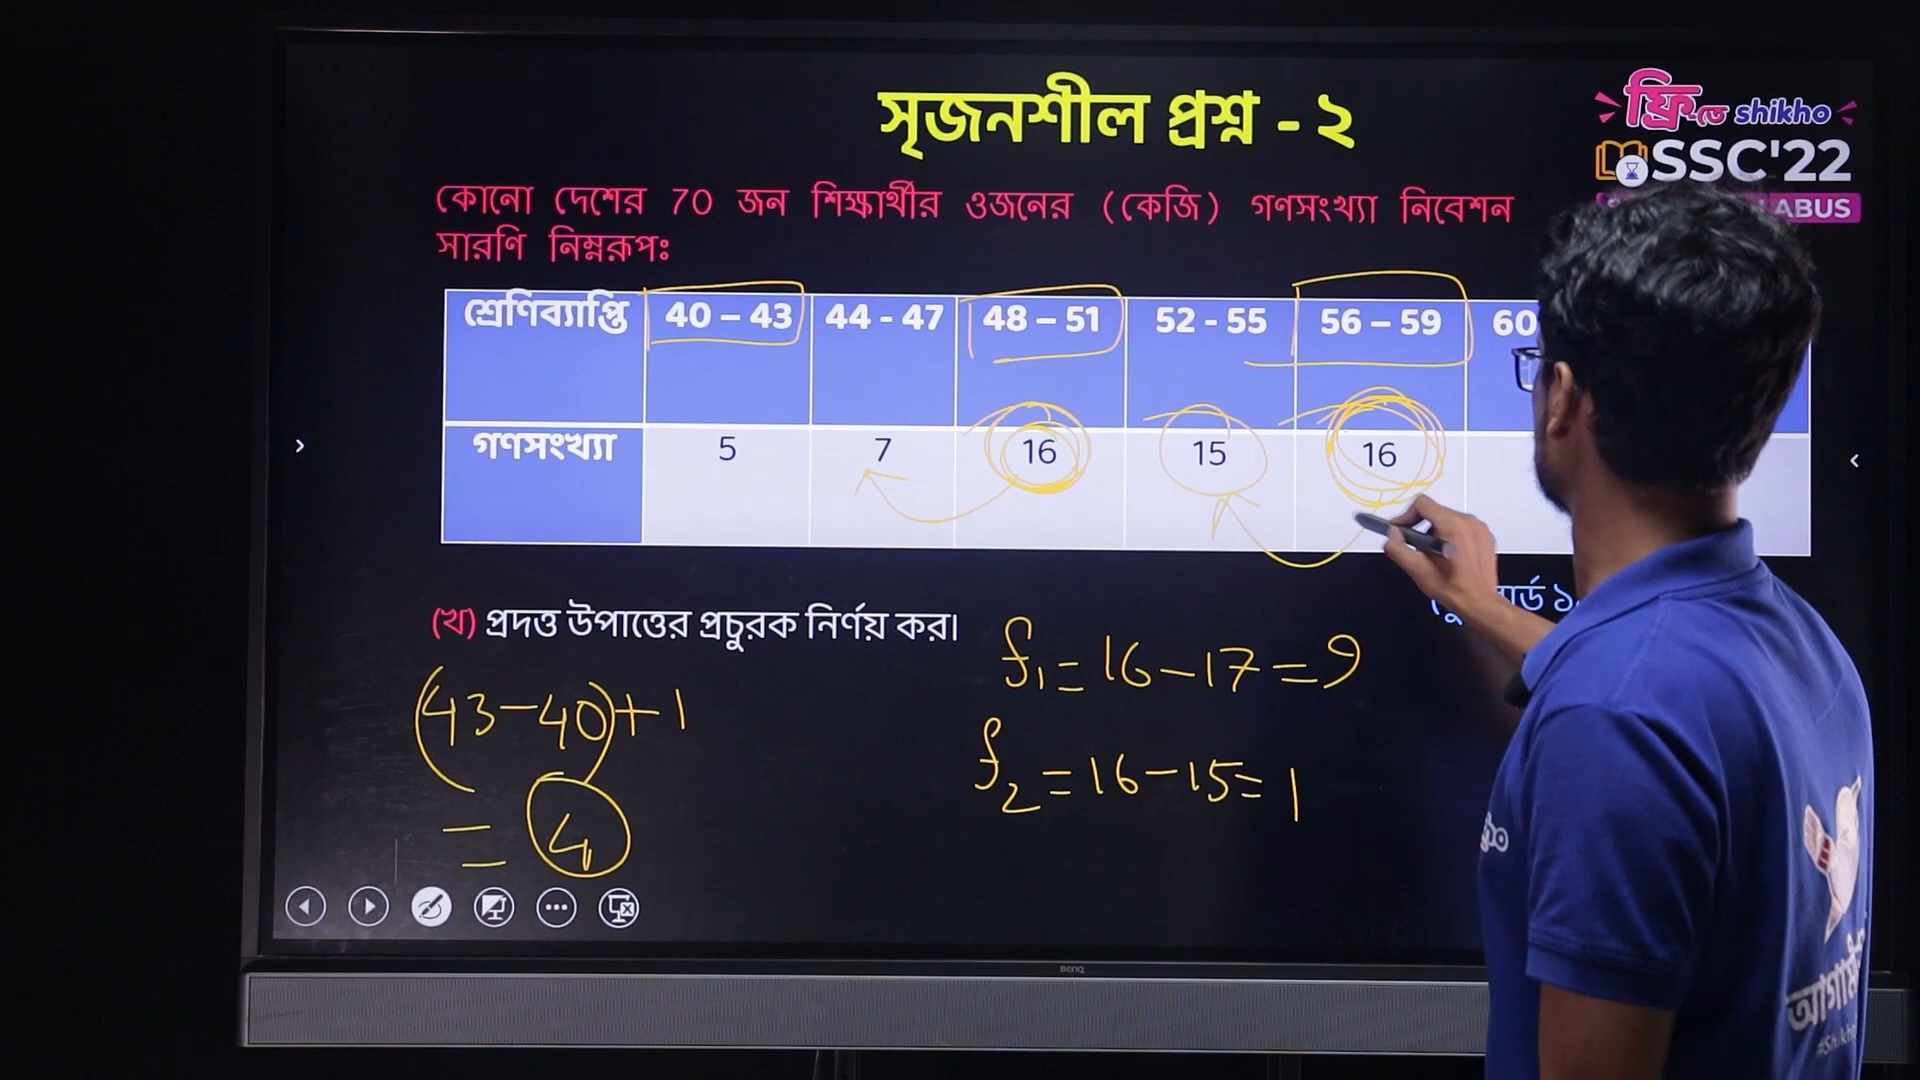 সৃজনশীল প্রশ্ন - ২
ফ্রি তে shikho
SSC'22
ABUS
কোনো দেশের 70 জন শিক্ষার্থীর ওজনের (কেজি) গণসংখ্যা নিবেশন
সারণি নিম্নরূপঃ
শ্রেণিব্যাপ্তি 40 – 43 44 - 47 48 – 51 52 - 55 56 – 59 60
গণসংখ্যা 5 7 16 15 16
(খ) প্রদত্ত উপাত্তের প্রচুরক নির্ণয় কর।
(43-40)+1
= 4
f1 = 16-17 = 9
f2 = 16-15 = 1
BenQ